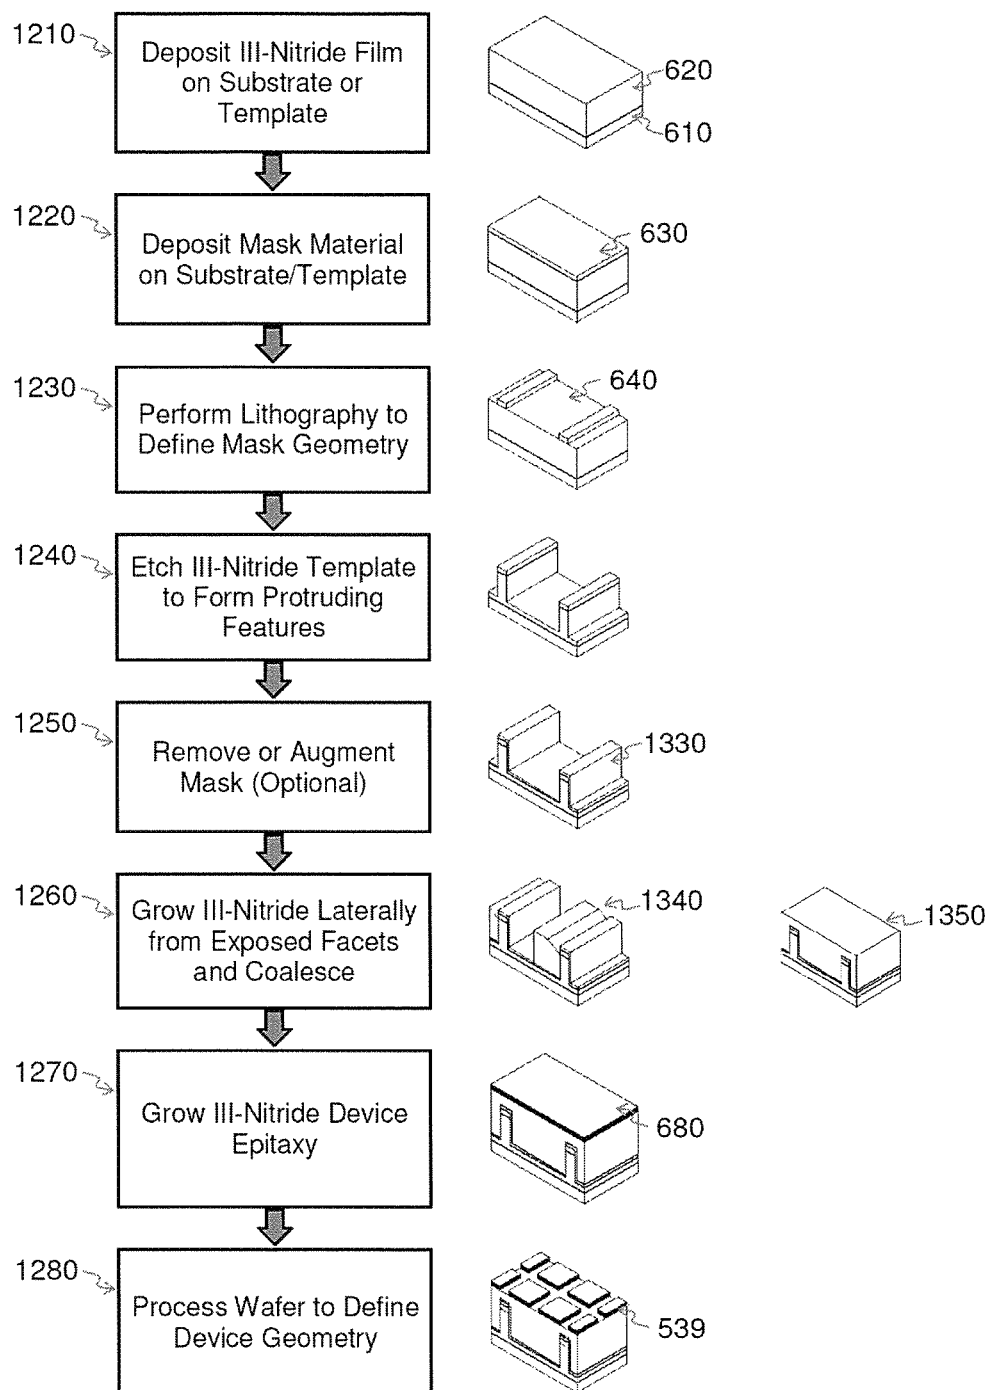 1210
Deposit III-Nitride Film
on Substrate or
Template
620
610
1220
Deposit Mask Material
on Substrate/Template
630
1230
Perform Lithography to
Define Mask Geometry
640
1240
Etch III-Nitride Template
to Form Protruding
Features
1250
Remove or Augment
Mask (Optional)
1330
1260
Grow III-Nitride Laterally
from Exposed Facets
and Coalesce
1340
1350
1270
Grow III-Nitride Device
Epitaxy
680
1280
Process Wafer to Define
Device Geometry
539